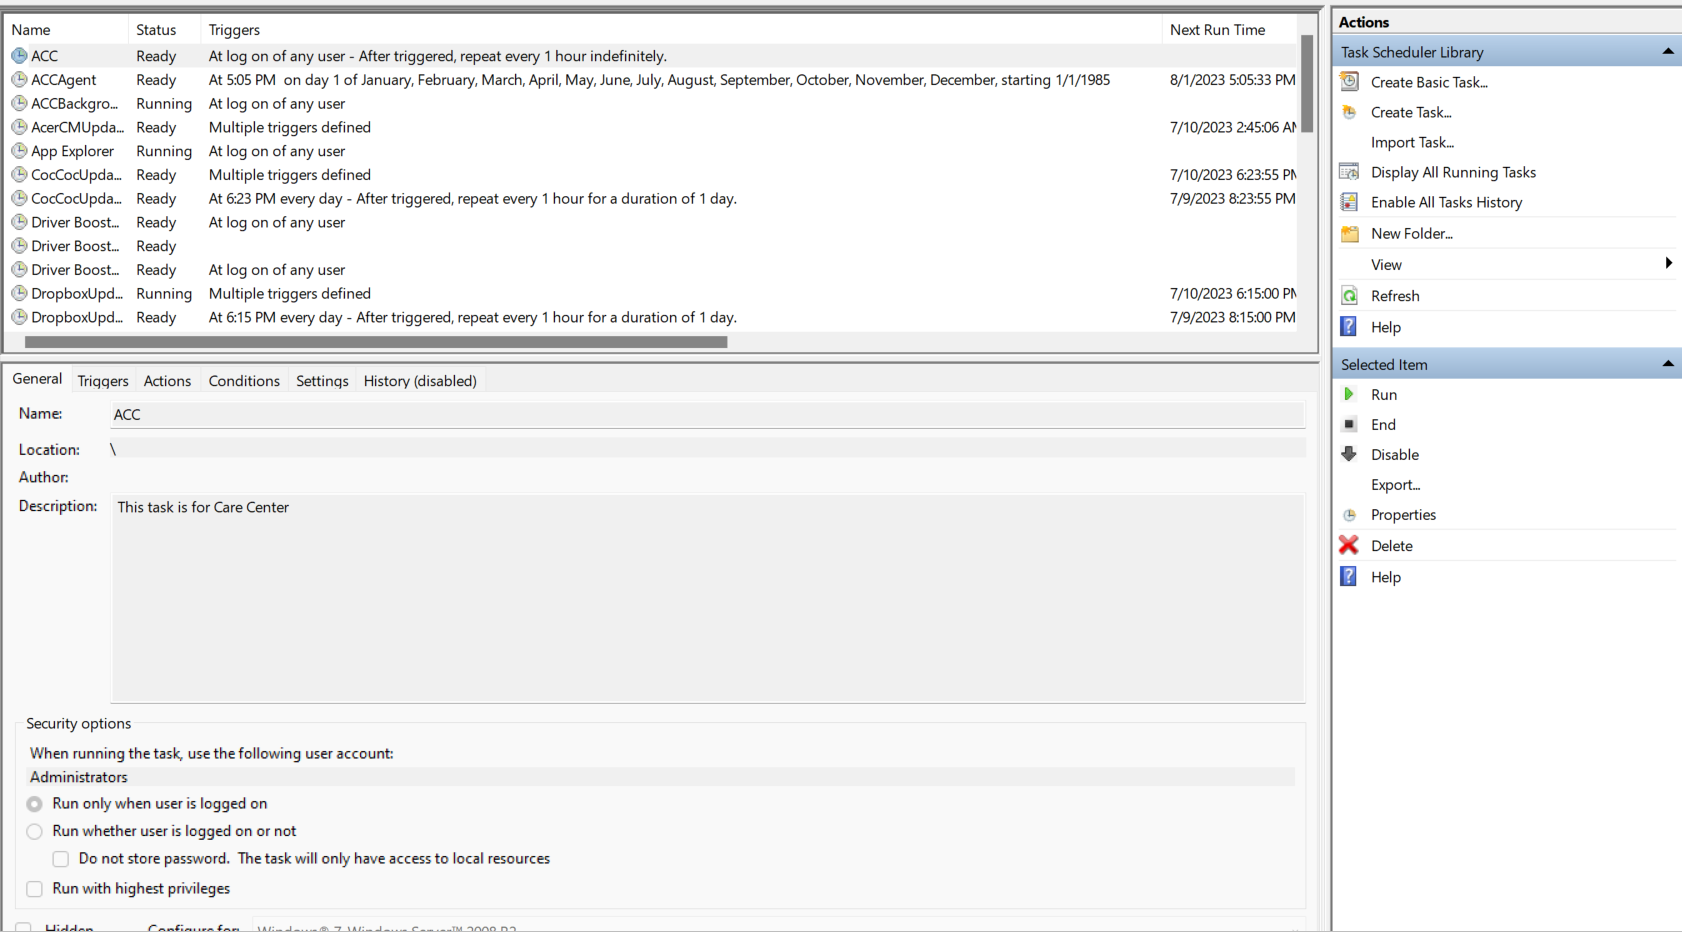 Name Status Triggers Next Run Time
ACC Ready At log on of any user - After triggered, repeat every 1 hour indefinitely.
ACCAgent Ready At 5:05 PM on day 1 of January, February, March, April, May, June, July, August, September, October, November, December, starting 1/1/1985 8/1/2023 5:05:33 PM
ACCBackgro... Running At log on of any user
AcerCMUpda... Ready Multiple triggers defined 7/10/2023 2:45:06 AM
App Explorer Running At log on of any user
CocCocUpda... Ready Multiple triggers defined 7/10/2023 6:23:55 PM
CocCocUpda... Ready At 6:23 PM every day - After triggered, repeat every 1 hour for a duration of 1 day. 7/9/2023 8:23:55 PM
Driver Boost... Ready At log on of any user
Driver Boost... Ready
Driver Boost... Ready At log on of any user
DropboxUpd... Running Multiple triggers defined 7/10/2023 6:15:00 PM
DropboxUpd... Ready At 6:15 PM every day - After triggered, repeat every 1 hour for a duration of 1 day. 7/9/2023 8:15:00 PM
General Triggers Actions Conditions Settings History (disabled)
Name: ACC
Location: \
Author:
Description: This task is for Care Center
Security options
When running the task, use the following user account:
Administrators
Run only when user is logged on
Run whether user is logged on or not
Do not store password. The task will only have access to local resources
Run with highest privileges
Hidden Configure for: Windows® 7, Windows Server™ 2008 R2
Actions
Task Scheduler Library
Create Basic Task...
Create Task...
Import Task...
Display All Running Tasks
Enable All Tasks History
New Folder...
View
Refresh
Help
Selected Item
Run
End
Disable
Export...
Properties
Delete
Help